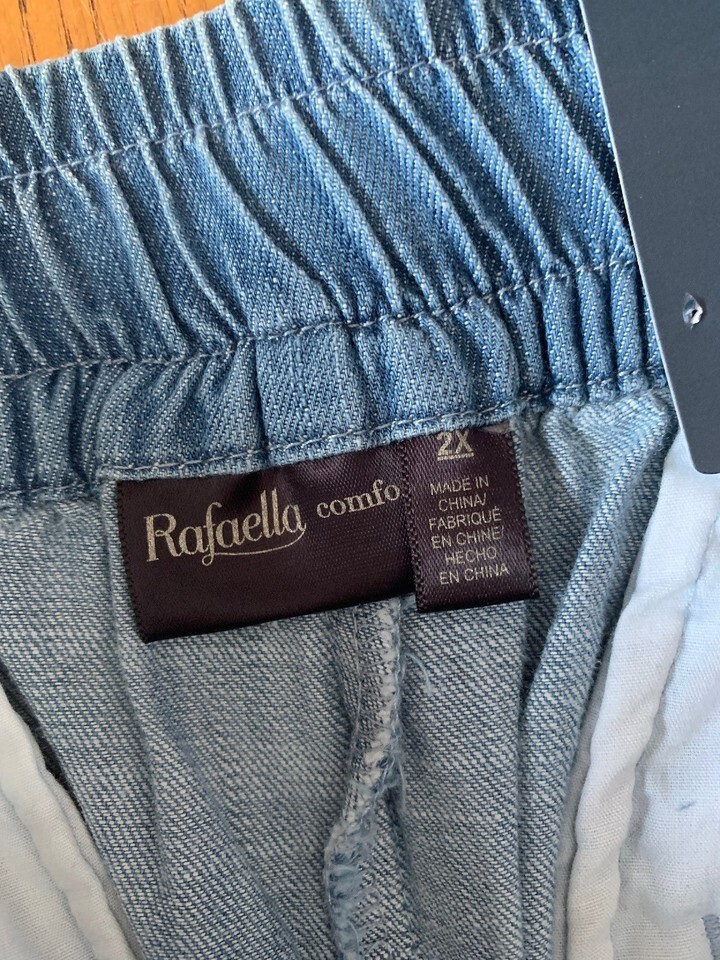 Rafaella comfo
2X
MADE IN
CHINA/
FABRIQUÉ
EN CHINE/
HECHO
EN CHINA